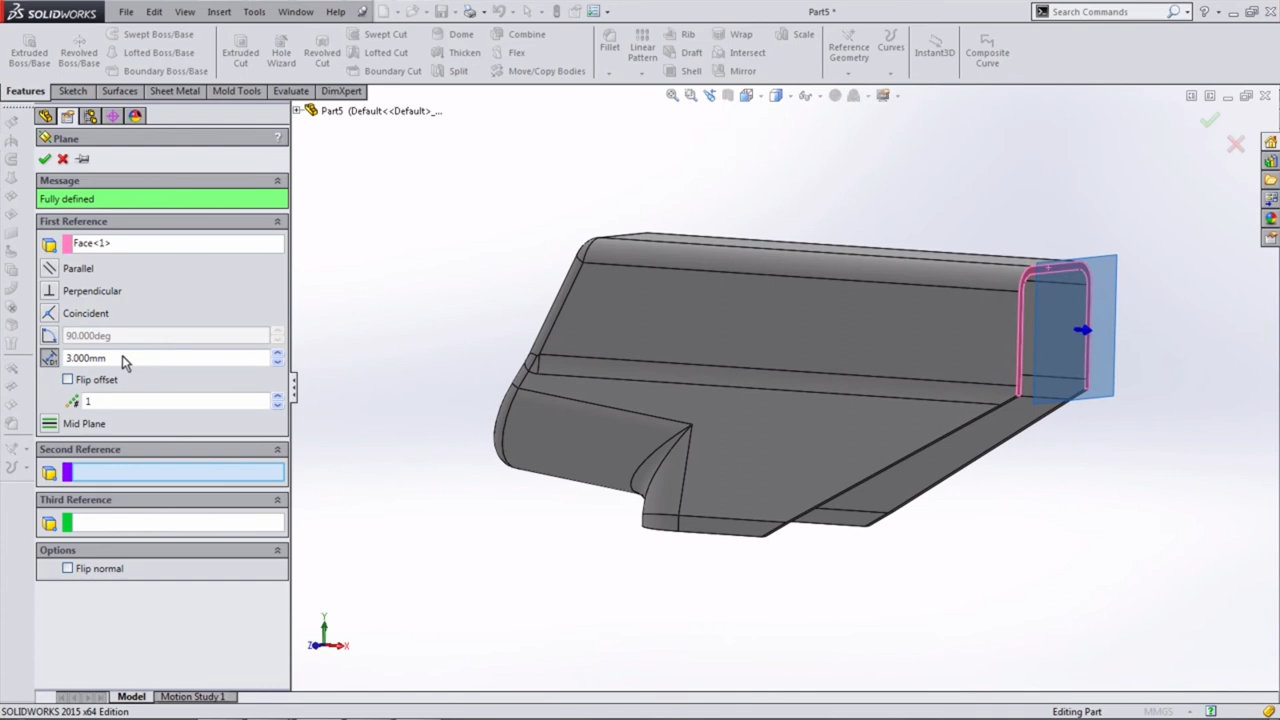 SOLIDWORKS File Edit View Insert Tools Window Help Part5 * Search Commands ?
Extruded Boss/Base
Revolved Boss/Base
Swept Boss/Base
Lofted Boss/Base
Boundary Boss/Base
Extruded Cut
Hole Wizard
Revolved Cut
Swept Cut
Lofted Cut
Boundary Cut
Dome
Thicken
Split
Combine
Flex
Move/Copy Bodies
Fillet
Linear Pattern
Rib
Draft
Shell
Wrap
Intersect
Mirror
Scale
Reference Geometry
Curves
Instant3D
Composite Curve
Features Sketch Surfaces Sheet Metal Mold Tools Evaluate DimXpert
Part5 (Default<<Default>_...
Plane ?
Message
Fully defined
First Reference
Face<1>
Parallel
Perpendicular
Coincident
90.000deg
3.000mm
Flip offset
1
Mid Plane
Second Reference
Third Reference
Options
Flip normal
Y
Z X
Model Motion Study 1
SOLIDWORKS 2015 x64 Edition Editing Part MMGS ?